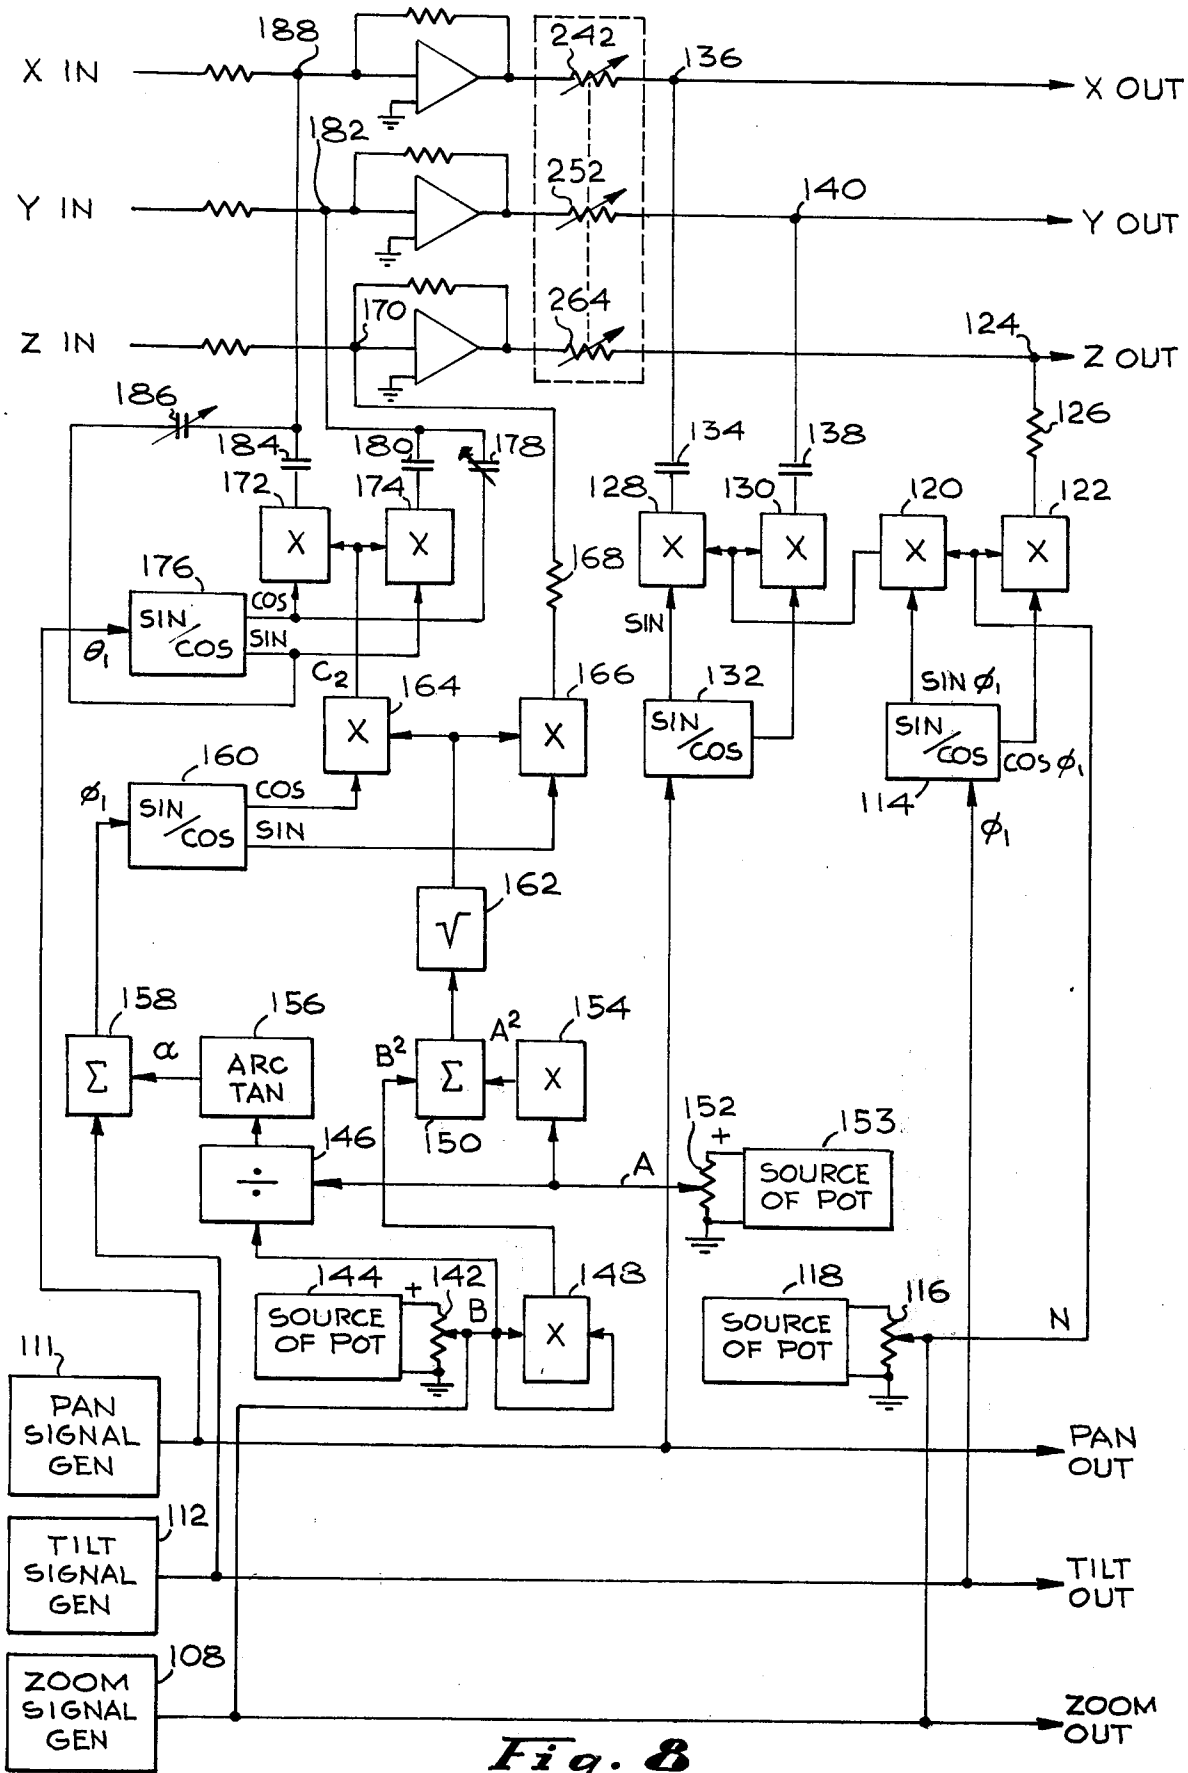 188
X IN
242
136
X OUT
182
Y IN
252
140
Y OUT
170
Z IN
264
124
Z OUT
186
126
184
180
178
134
138
172
174
128
130
120
122
X
X
X
X
X
X
168
176
COS
SIN/COS
SIN
θ₁
C₂
164
166
SIN
132
SIN φ₁
X
X
SIN/COS
SIN/COS
COS φ₁
160
114
φ₁
COS
SIN/COS
SIN
φ₁
162
√
158
156
154
α
A²
B²
Σ
ARC TAN
Σ
X
150
152
153
146
+
A
SOURCE OF POT
÷
144
142
148
118
116
+
B
N
SOURCE OF POT
X
SOURCE OF POT
111
PAN SIGNAL GEN
PAN OUT
112
TILT SIGNAL GEN
TILT OUT
108
ZOOM SIGNAL GEN
ZOOM OUT
Fig. 8